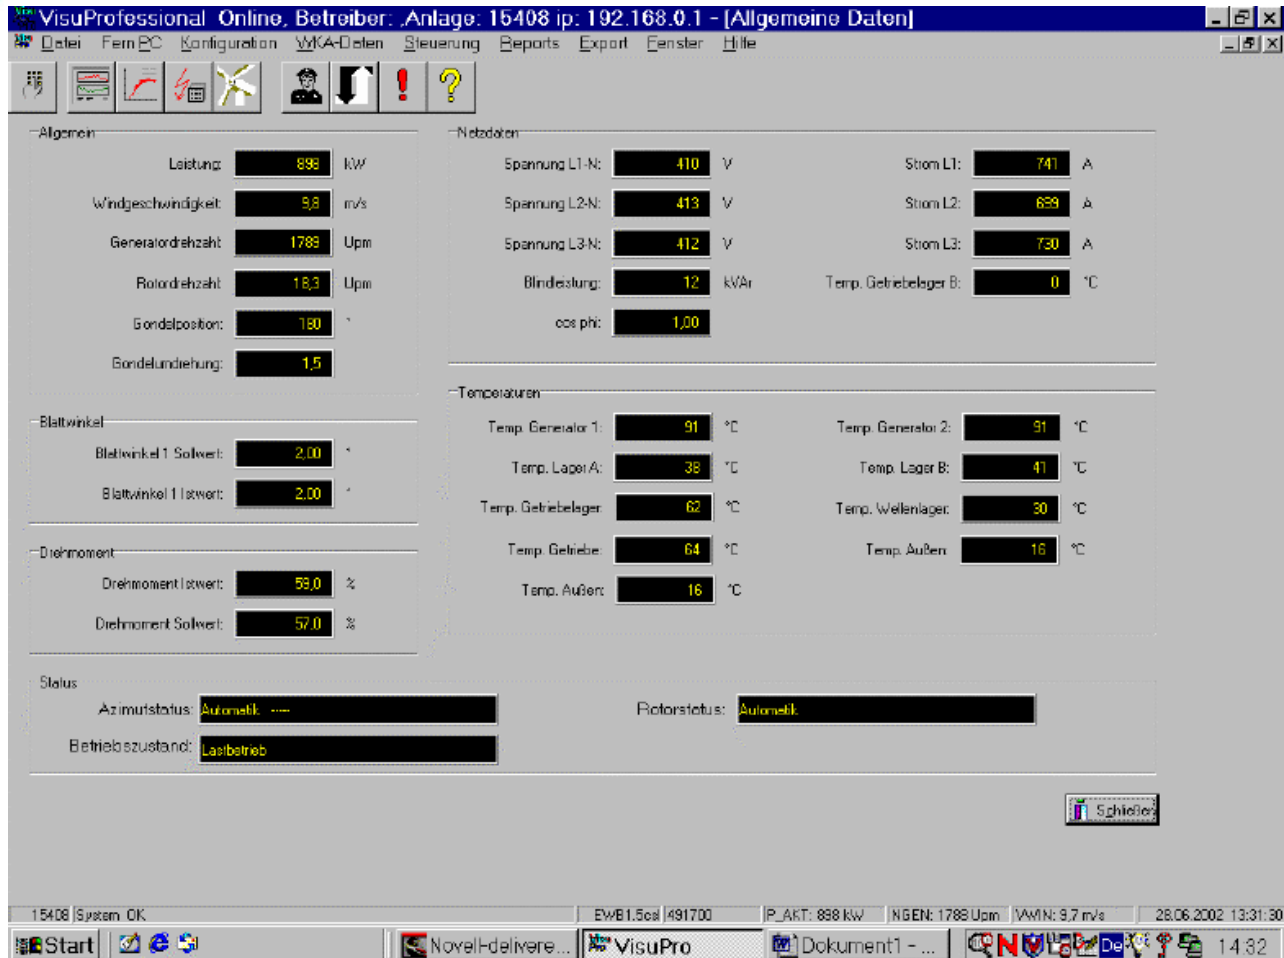 VisuProfessional Online, Betreiber: ,Anlage: 15408 ip: 192.168.0.1 - [Allgemeine Daten]
Datei FernPC Konfiguration WKA-Daten Steuerung Reports Export Fenster Hilfe
Allgemein
Leistung: 898 kW
Windgeschwindigkeit: 9,8 m/s
Generatordrehzahl: 1789 Upm
Rotordrehzahl: 18,3 Upm
Gondelposition: 180 °
Gondelumdrehung: 1,5
Netzdaten
Spannung L1-N: 410 V Strom L1: 741 A
Spannung L2-N: 413 V Strom L2: 699 A
Spannung L3-N: 412 V Strom L3: 730 A
Blindleistung: 12 kVAr Temp. Getriebelager B: 0 °C
cos phi: 1,00
Blattwinkel
Blattwinkel 1 Sollwert: 2,00 °
Blattwinkel 1 Istwert: 2,00 °
Drehmoment
Drehmoment Istwert: 59,0 %
Drehmoment Sollwert: 57,0 %
Temperaturen
Temp. Generator 1: 91 °C Temp. Generator 2: 91 °C
Temp. Lager A: 38 °C Temp. Lager B: 41 °C
Temp. Getriebelager: 62 °C Temp. Wellenlager: 30 °C
Temp. Getriebe: 64 °C Temp. Außen: 16 °C
Temp. Außen: 16 °C
Status
Azimutstatus: Automatik ----- Rotorstatus: Automatik
Betriebszustand: Lastbetrieb
Schließen
15408 System OK EWB1.5csl 491700 P_AKT: 898 kW NGEN: 1788 Upm VWIN: 9,7 m/s 28.06.2002 13:31:30
Start Novell-delivere... VisuPro Dokument1 - ... De 14:32